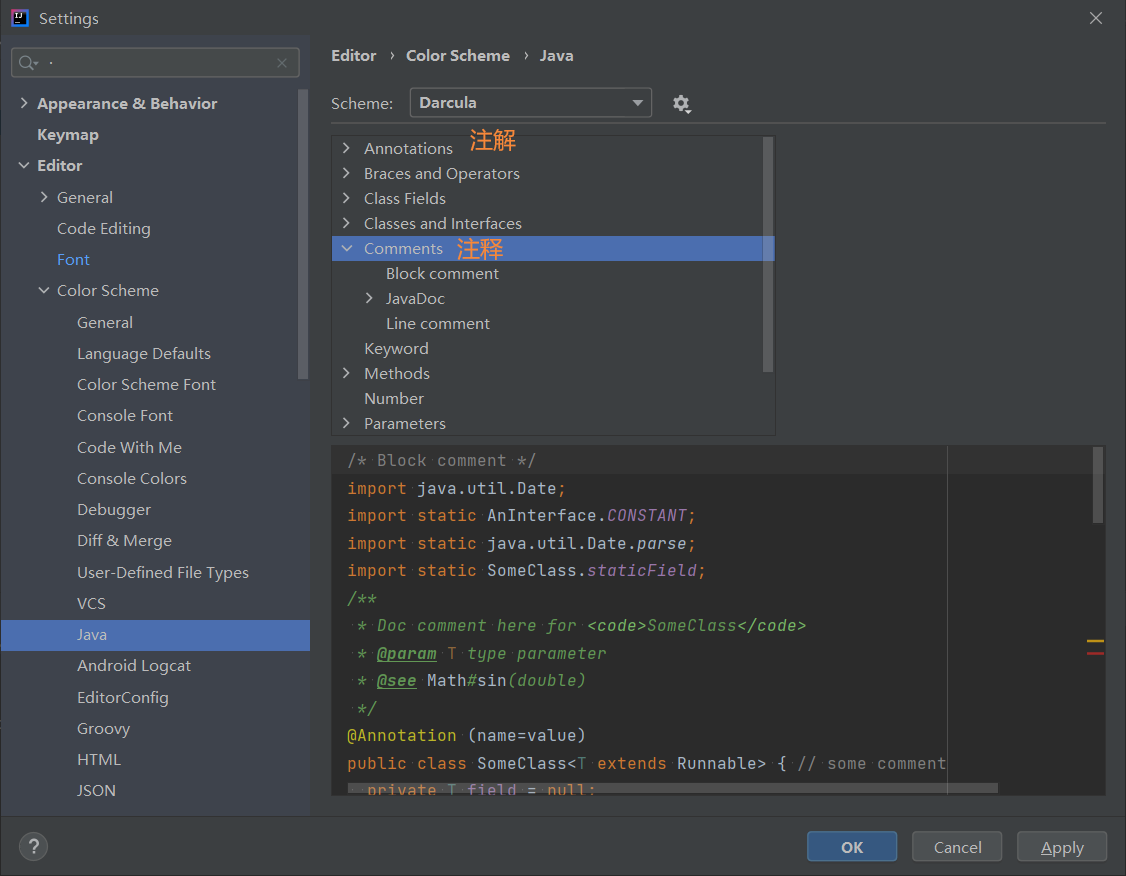 Settings
.
Appearance & Behavior
Keymap
Editor
General
Code Editing
Font
Color Scheme
General
Language Defaults
Color Scheme Font
Console Font
Code With Me
Console Colors
Debugger
Diff & Merge
User-Defined File Types
VCS
Java
Android Logcat
EditorConfig
Groovy
HTML
JSON
Editor › Color Scheme › Java
Scheme: Darcula
Annotations 注解
Braces and Operators
Class Fields
Classes and Interfaces
Comments 注释
Block comment
JavaDoc
Line comment
Keyword
Methods
Number
Parameters
/* Block comment */
import java.util.Date;
import static AnInterface.CONSTANT;
import static java.util.Date.parse;
import static SomeClass.staticField;
/**
* Doc comment here for <code>SomeClass</code>
* @param T type parameter
* @see Math#sin(double)
*/
@Annotation (name=value)
public class SomeClass<T extends Runnable> { // some comment
private T field = null;
?
OK Cancel Apply